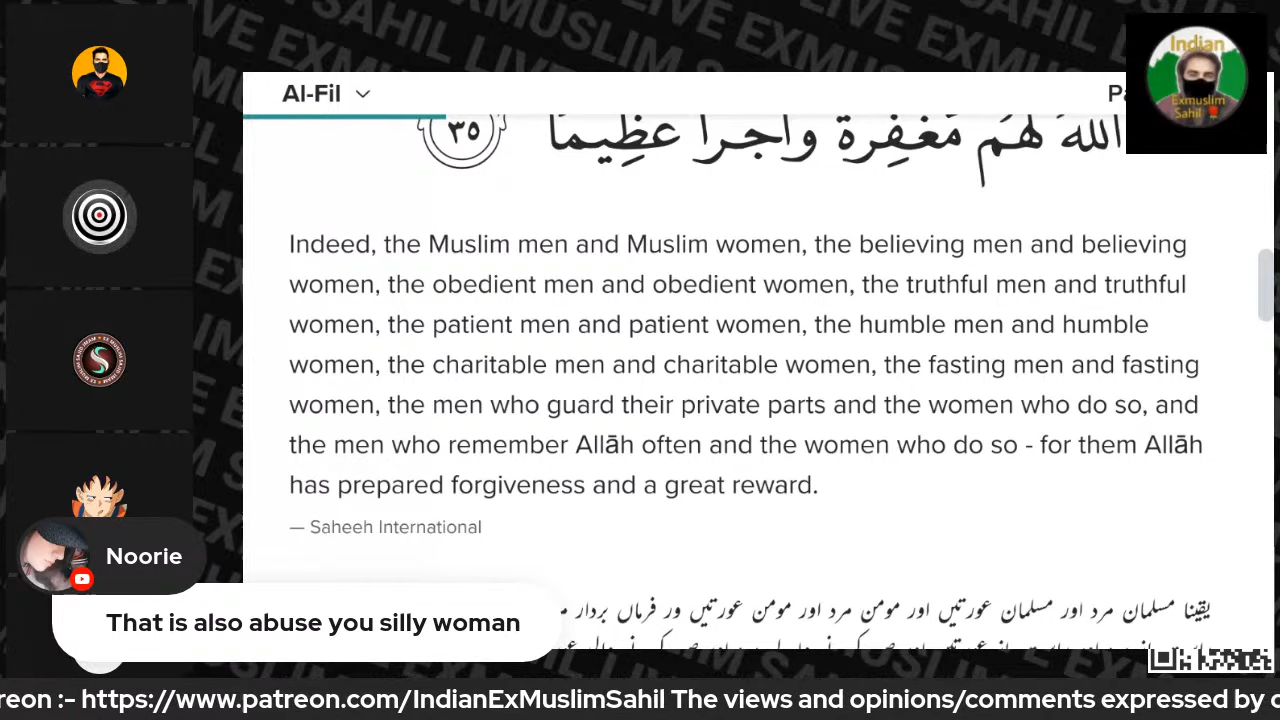 Al-Fil
Indian
Exmuslim
Sahil
ٱللَّهُ لَهُم مَّغْفِرَةً وَأَجْرًا عَظِيمًا ٣٥
Indeed, the Muslim men and Muslim women, the believing men and believing
women, the obedient men and obedient women, the truthful men and truthful
women, the patient men and patient women, the humble men and humble
women, the charitable men and charitable women, the fasting men and fasting
women, the men who guard their private parts and the women who do so, and
the men who remember Allāh often and the women who do so - for them Allāh
has prepared forgiveness and a great reward.
— Saheeh International
Noorie
یقینا مسلمان مرد اور مسلمان عورتیں اور مومن مرد اور مومن عورتیں ور فرماں بردار
That is also abuse you silly woman
reon :- https://www.patreon.com/IndianExMuslimSahil The views and opinions/comments expressed by